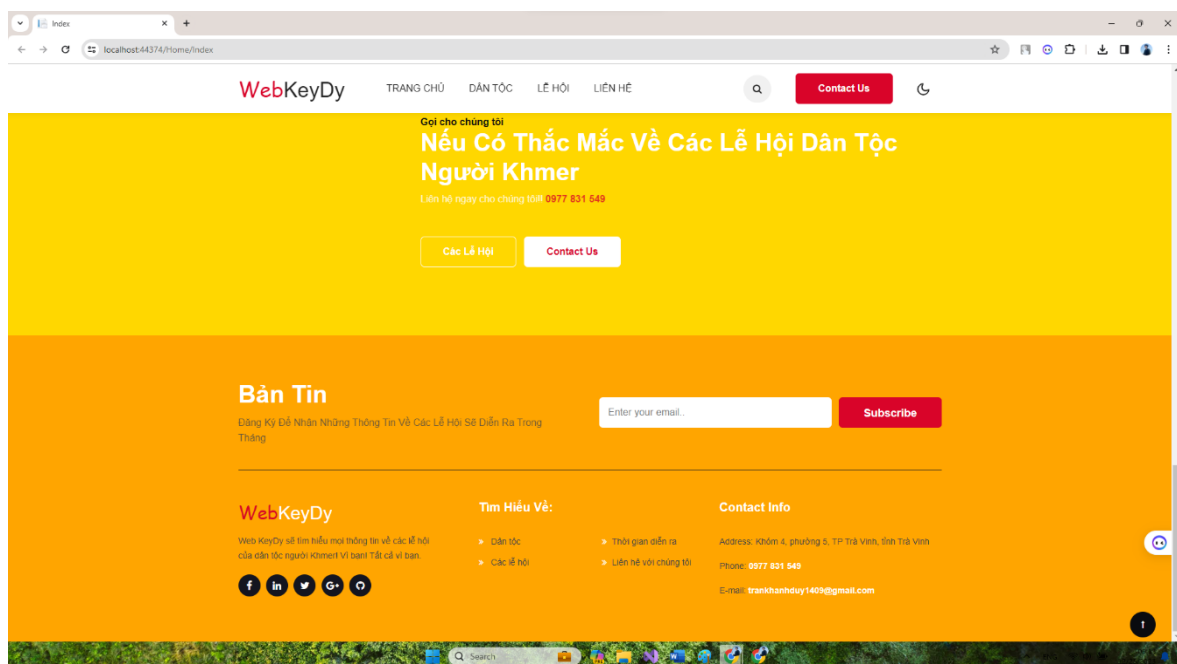 Index
localhost:44374/Home/Index
WebKeyDy
TRANG CHỦ DÂN TỘC LỄ HỘI LIÊN HỆ
Contact Us
Gọi cho chúng tôi
Nếu Có Thắc Mắc Về Các Lễ Hội Dân Tộc
Người Khmer
Liên hệ ngay cho chúng tôi!! 0977 831 549
Các Lễ Hội
Contact Us
Bản Tin
Đăng Ký Để Nhận Những Thông Tin Về Các Lễ Hội Sẽ Diễn Ra Trong
Tháng
Enter your email..
Subscribe
WebKeyDy
Web KeyDy sẽ tìm hiểu mọi thông tin về các lễ hội
của dân tộc người Khmer! Vì bạn! Tất cả vì bạn.
Tìm Hiểu Về:
» Dân tộc
» Các lễ hội
» Thời gian diễn ra
» Liên hệ với chúng tôi
Contact Info
Address: Khóm 4, phường 5, TP Trà Vinh, tỉnh Trà Vinh
Phone: 0977 831 549
E-mail: trankhanhduy1409@gmail.com
Search